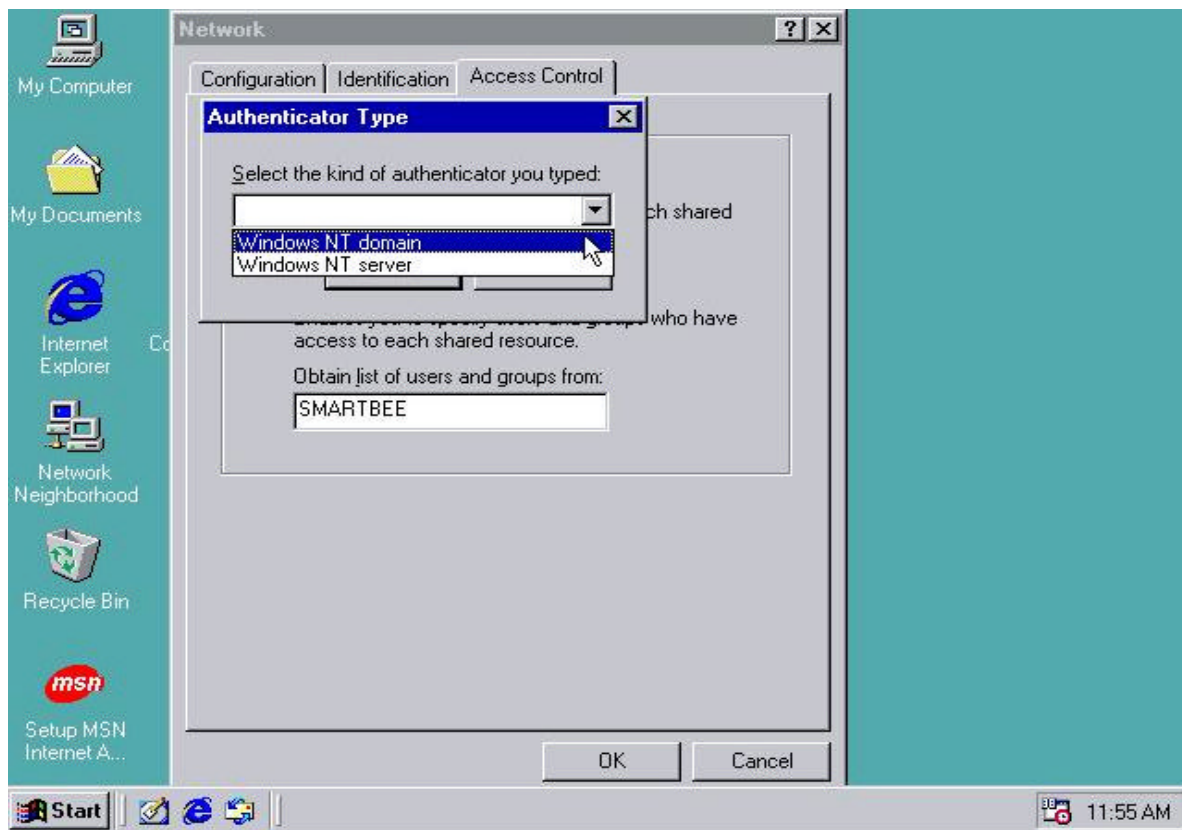 My Computer
My Documents
Internet
Explorer
Co
Network
Neighborhood
Recycle Bin
msn
Setup MSN
Internet A...
Network
Configuration
Identification
Access Control
Authenticator Type
Select the kind of authenticator you typed:
Windows NT domain
Windows NT server
ch shared
who have
access to each shared resource.
Obtain list of users and groups from:
SMARTBEE
OK
Cancel
Start
11:55 AM